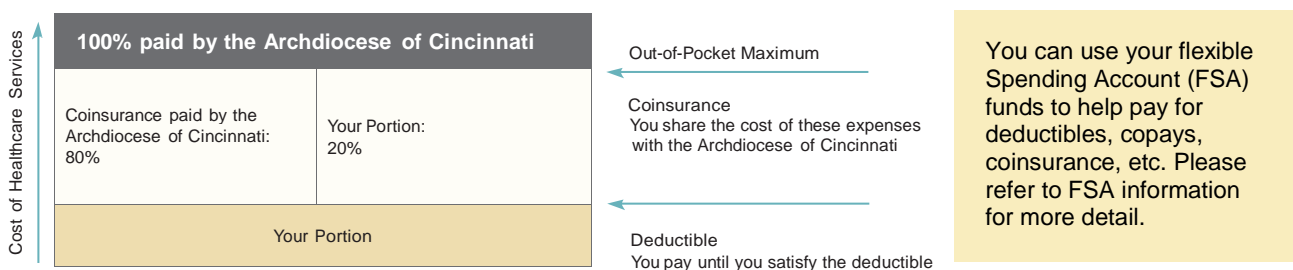 Cost of Healthcare Services
100% paid by the Archdiocese of Cincinnati
Coinsurance paid by the
Archdiocese of Cincinnati:
80%
Your Portion:
20%
Your Portion
Out-of-Pocket Maximum
Coinsurance
You share the cost of these expenses
with the Archdiocese of Cincinnati
Deductible
You pay until you satisfy the deductible
You can use your flexible
Spending Account (FSA)
funds to help pay for
deductibles, copays,
coinsurance, etc. Please
refer to FSA information
for more detail.